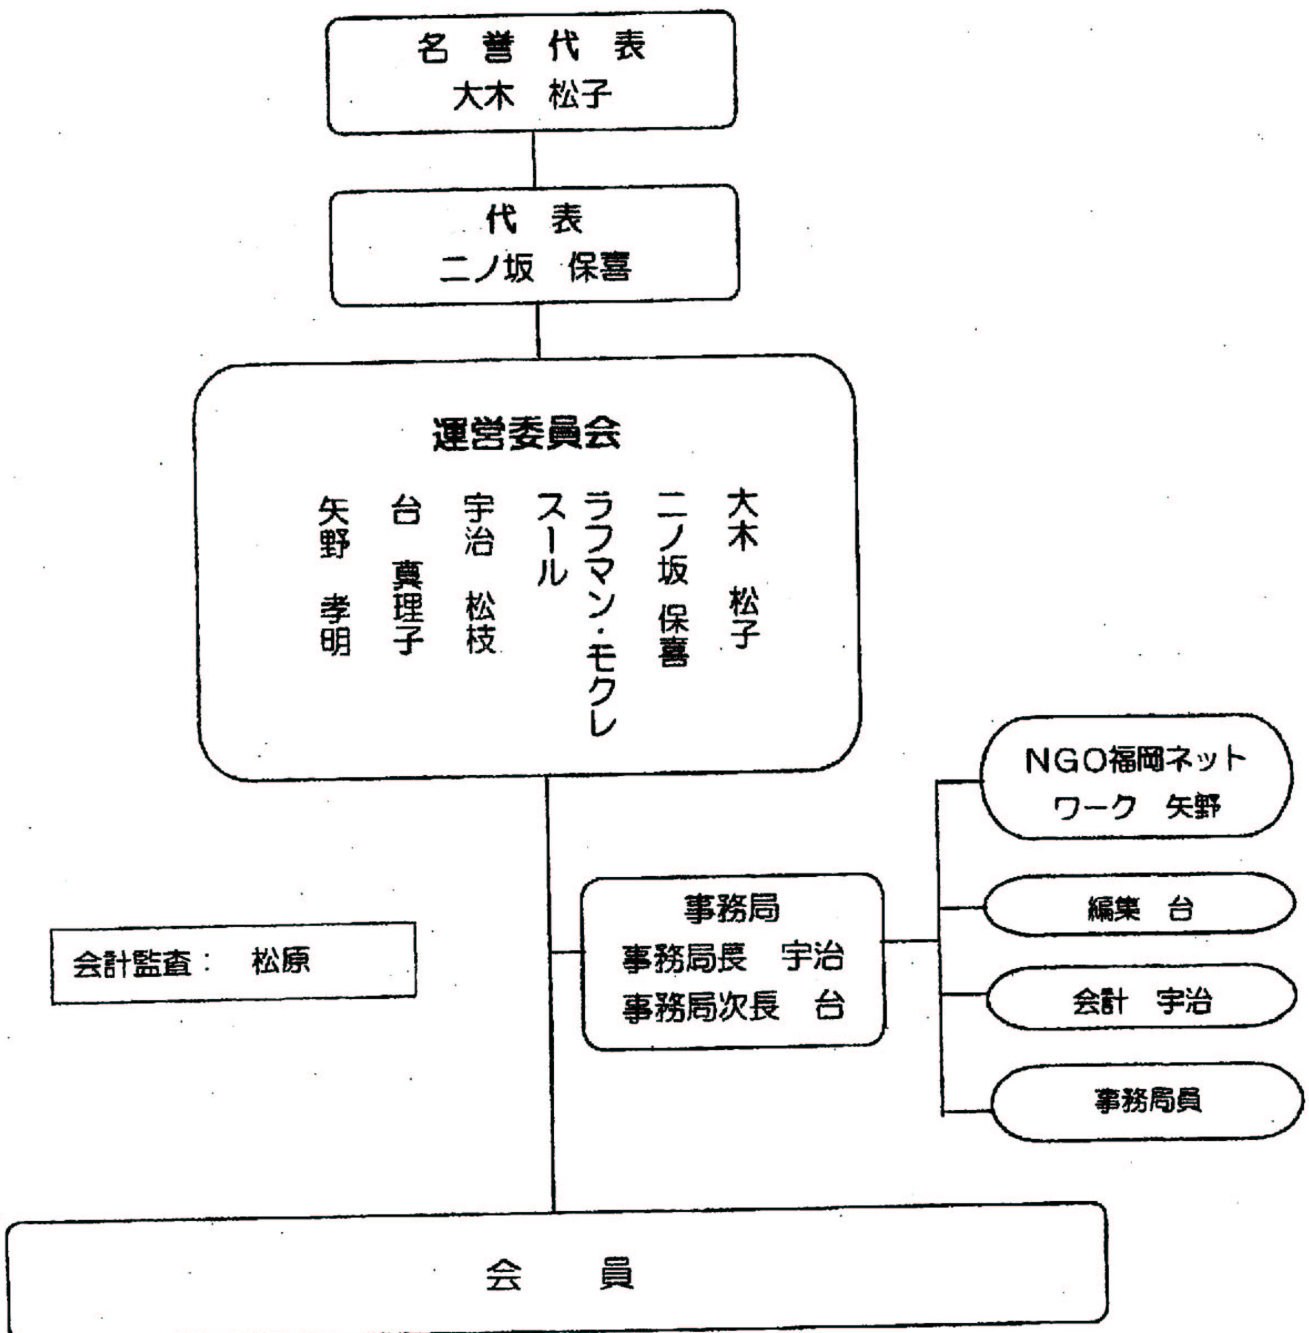 名 誉 代 表
大木 松子
代 表
二ノ坂 保喜
運営委員会
大木 松子
二ノ坂 保喜
ラフマン・モクレ
スール
宇治 松枝
台 真理子
矢野 孝明
NGO福岡ネット
ワーク 矢野
編集 台
会計 宇治
事務局員
事務局
事務局長 宇治
事務局次長 台
会計監査： 松原
会 員